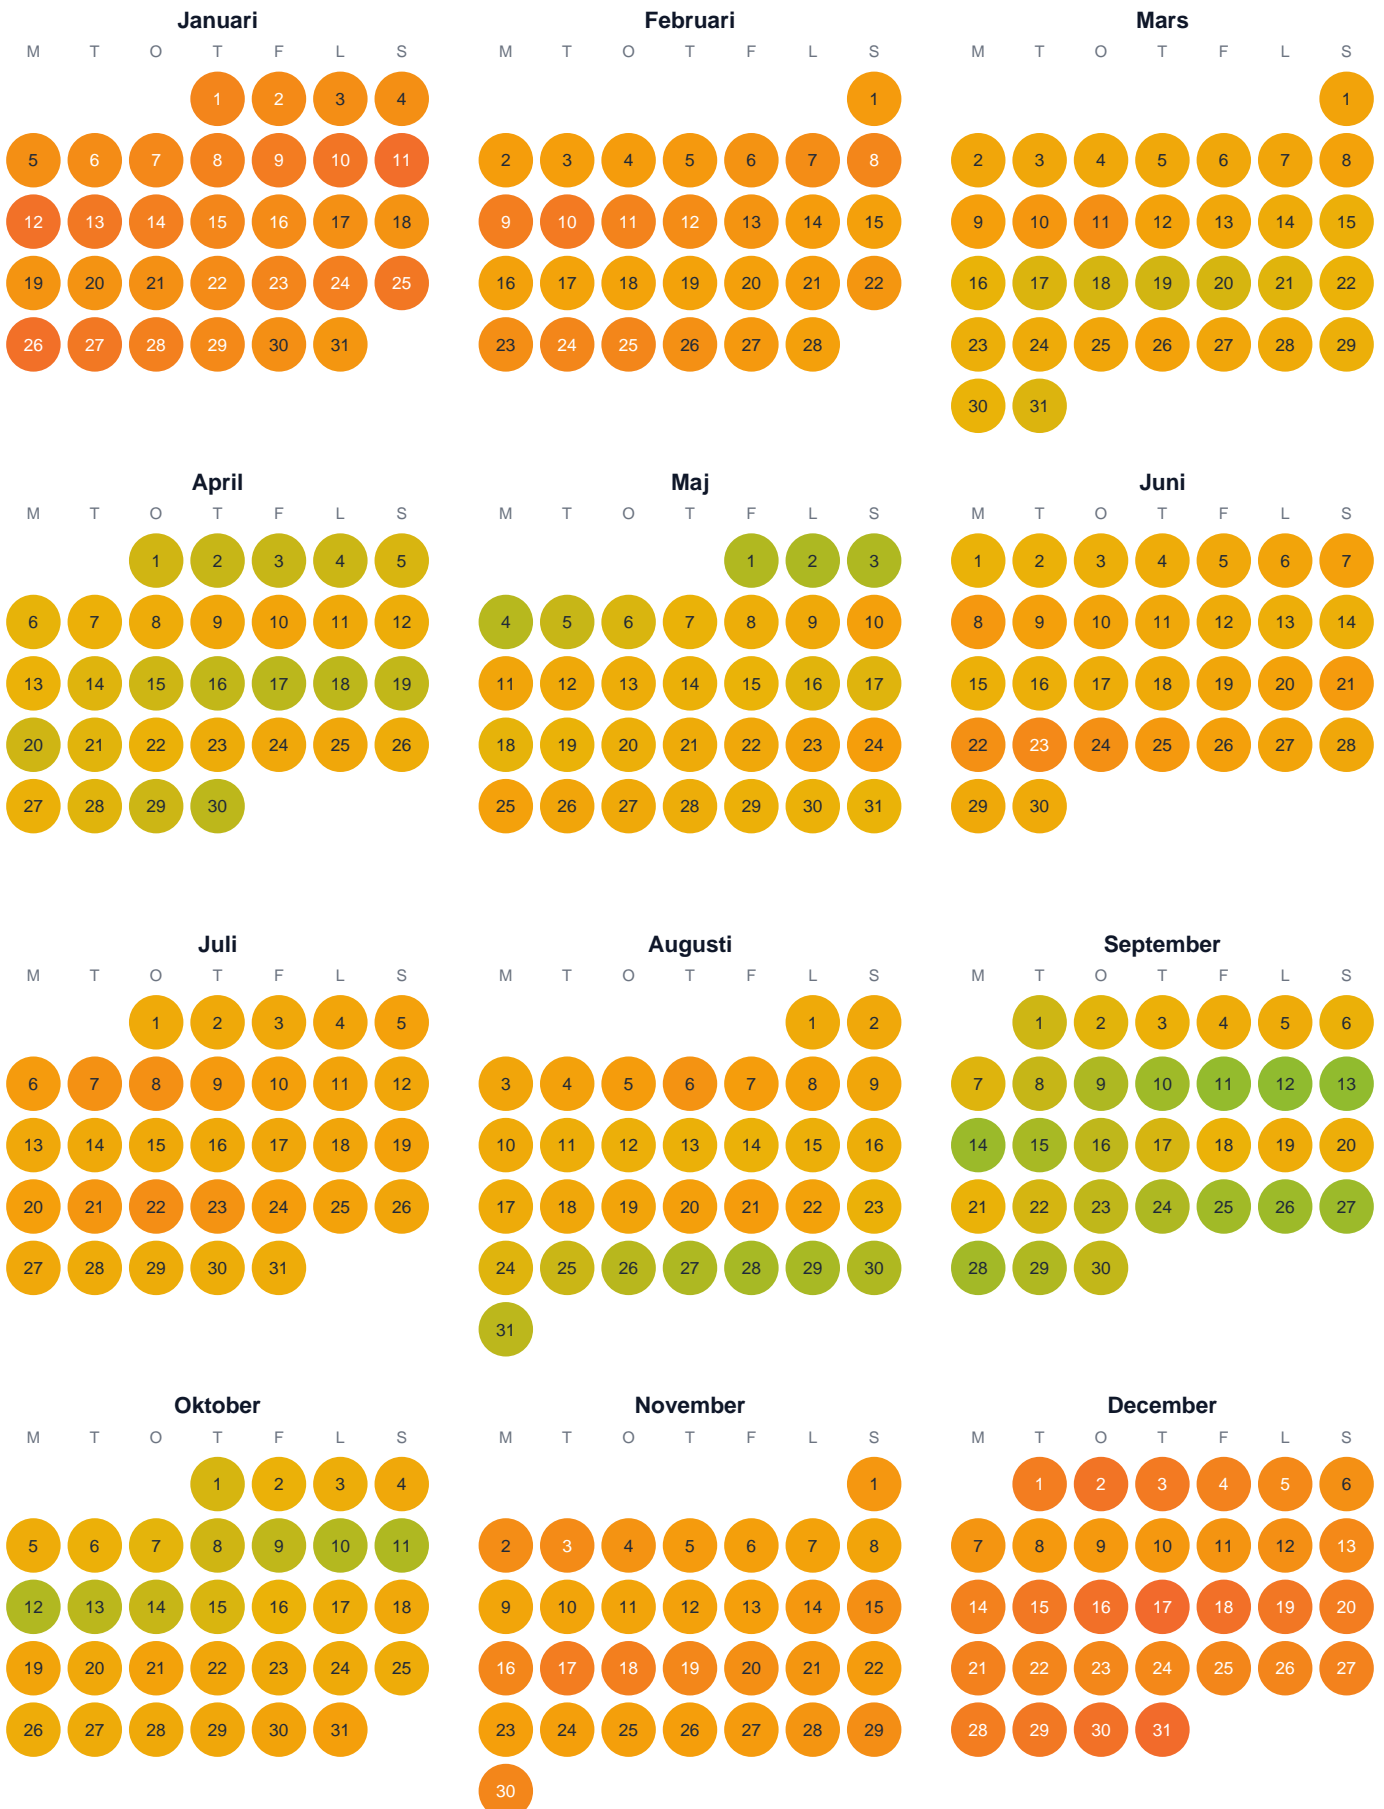 Januari Februari Mars
M T O T F L S M T O T F L S M T O T F L S
1 2 3 4 1 1
5 6 7 8 9 10 11 2 3 4 5 6 7 8 2 3 4 5 6 7 8
12 13 14 15 16 17 18 9 10 11 12 13 14 15 9 10 11 12 13 14 15
19 20 21 22 23 24 25 16 17 18 19 20 21 22 16 17 18 19 20 21 22
26 27 28 29 30 31 23 24 25 26 27 28 23 24 25 26 27 28 29
30 31
April Maj Juni
M T O T F L S M T O T F L S M T O T F L S
1 2 3 4 5 1 2 3 1 2 3 4 5 6 7
6 7 8 9 10 11 12 4 5 6 7 8 9 10 8 9 10 11 12 13 14
13 14 15 16 17 18 19 11 12 13 14 15 16 17 15 16 17 18 19 20 21
20 21 22 23 24 25 26 18 19 20 21 22 23 24 22 23 24 25 26 27 28
27 28 29 30 25 26 27 28 29 30 31 29 30
Juli Augusti September
M T O T F L S M T O T F L S M T O T F L S
1 2 3 4 5 1 2 1 2 3 4 5 6
6 7 8 9 10 11 12 3 4 5 6 7 8 9 7 8 9 10 11 12 13
13 14 15 16 17 18 19 10 11 12 13 14 15 16 14 15 16 17 18 19 20
20 21 22 23 24 25 26 17 18 19 20 21 22 23 21 22 23 24 25 26 27
27 28 29 30 31 24 25 26 27 28 29 30 28 29 30
31
Oktober November December
M T O T F L S M T O T F L S M T O T F L S
1 2 3 4 1 1 2 3 4 5 6
5 6 7 8 9 10 11 2 3 4 5 6 7 8 7 8 9 10 11 12 13
12 13 14 15 16 17 18 9 10 11 12 13 14 15 14 15 16 17 18 19 20
19 20 21 22 23 24 25 16 17 18 19 20 21 22 21 22 23 24 25 26 27
26 27 28 29 30 31 23 24 25 26 27 28 29 28 29 30 31
30